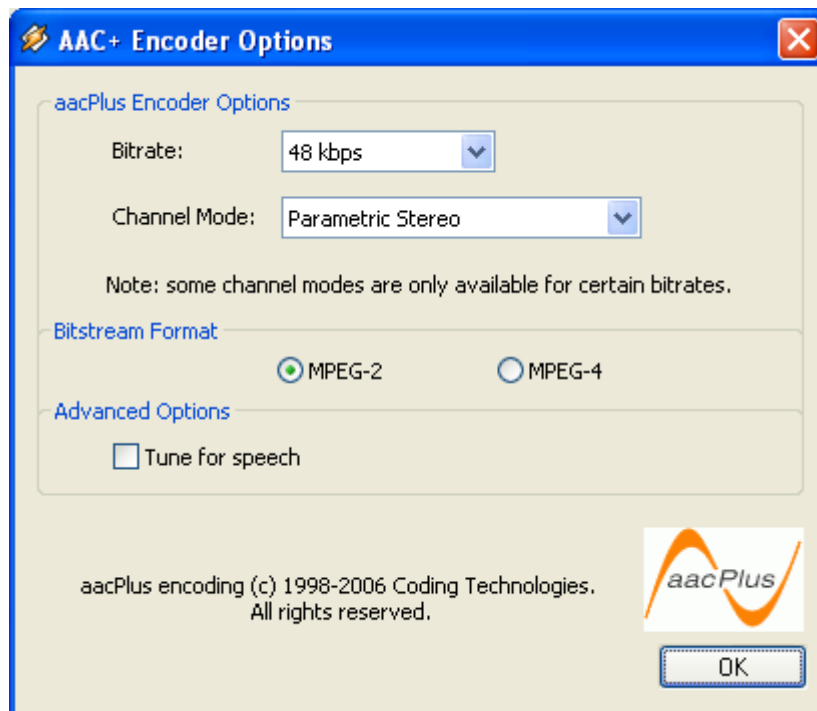 AAC+ Encoder Options
aacPlus Encoder Options
Bitrate:
48 kbps
Channel Mode:
Parametric Stereo
Note: some channel modes are only available for certain bitrates.
Bitstream Format
MPEG-2
MPEG-4
Advanced Options
Tune for speech
aacPlus encoding (c) 1998-2006 Coding Technologies.
All rights reserved.
aacPlus
OK